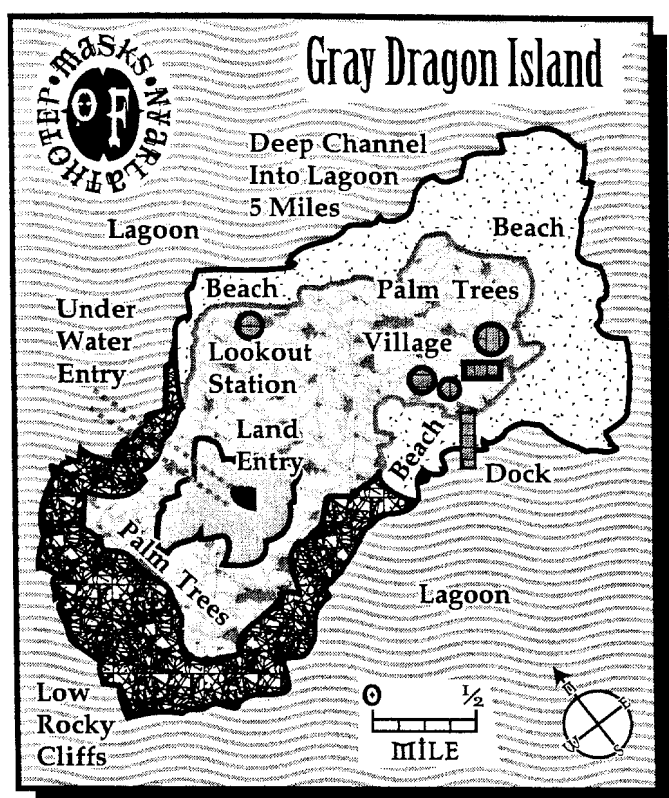 MASKS • OF • NYARLATHOTEP
Gray Dragon Island
Deep Channel
Into Lagoon
5 Miles
Lagoon
Beach
Beach
Palm Trees
Under
Water
Entry
Lookout
Station
Village
Land
Entry
Beach
Dock
Palm Trees
Lagoon
Low
Rocky
Cliffs
0 1/2
MILE
N
E
W
S